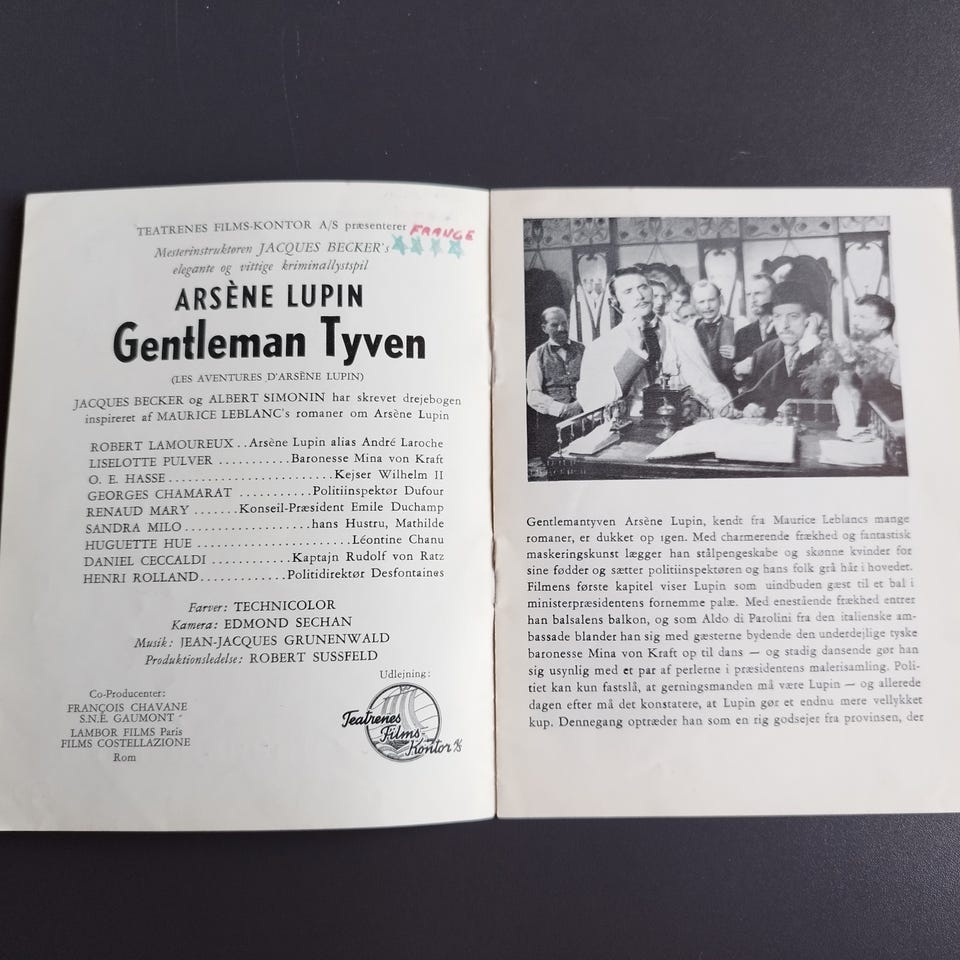 TEATRENES FILMS-KONTOR A/S præsenterer FRANGE
Mesterinstruktøren JACQUES BECKER's
elegante og vittige kriminallystspil
ARSÈNE LUPIN
Gentleman Tyven
(LES AVENTURES D'ARSÈNE LUPIN)
JACQUES BECKER og ALBERT SIMONIN har skrevet drejebogen
inspireret af MAURICE LEBLANC's romaner om Arsène Lupin
ROBERT LAMOUREUX ..Arsène Lupin alias André Laroche
LISELOTTE PULVER ..........Baronesse Mina von Kraft
O. E. HASSE........................Kejser Wilhelm II
GEORGES CHAMARAT ..........Politiinspektør Dufour
RENAUD MARY .......Konseil-Præsident Emile Duchamp
SANDRA MILO..................hans Hustru, Mathilde
HUGUETTE HUE ......................Léontine Chanu
DANIEL CECCALDI .........Kaptajn Rudolf von Ratz
HENRI ROLLAND............Politidirektør Desfontaines
Farver: TECHNICOLOR
Kamera: EDMOND SECHAN
Musik: JEAN-JACQUES GRUNENWALD
Produktionsledelse: ROBERT SUSSFELD
Udlejning:
Teatrenes
Films-
Kontor A/S
Co-Producenter:
FRANÇOIS CHAVANE
S.N.E. GAUMONT
LAMBOR FILMS Paris
FILMS COSTELLAZIONE
Rom
Gentlemantyven Arsène Lupin, kendt fra Maurice Leblancs mange
romaner, er dukket op igen. Med charmerende frækhed og fantastisk
maskeringskunst lægger han stålpengeskabe og skønne kvinder for
sine fødder og sætter politiinspektøren og hans folk grå hår i hovedet.
Filmens første kapitel viser Lupin som uindbuden gæst til et bal i
ministerpræsidentens fornemme palæ. Med enestående frækhed entrer
han balsalens balkon, og som Aldo di Parolini fra den italienske am-
bassade blander han sig med gæsterne bydende den underdejlige tyske
baronesse Mina von Kraft op til dans — og stadig dansende gør han
sig usynlig med et par af perlerne i præsidentens malerisamling. Poli-
tiet kan kun fastslå, at gerningsmanden må være Lupin — og allerede
dagen efter må det konstatere, at Lupin gør et endnu mere vellykket
kup. Dennegang optræder han som en rig godsejer fra provinsen, der